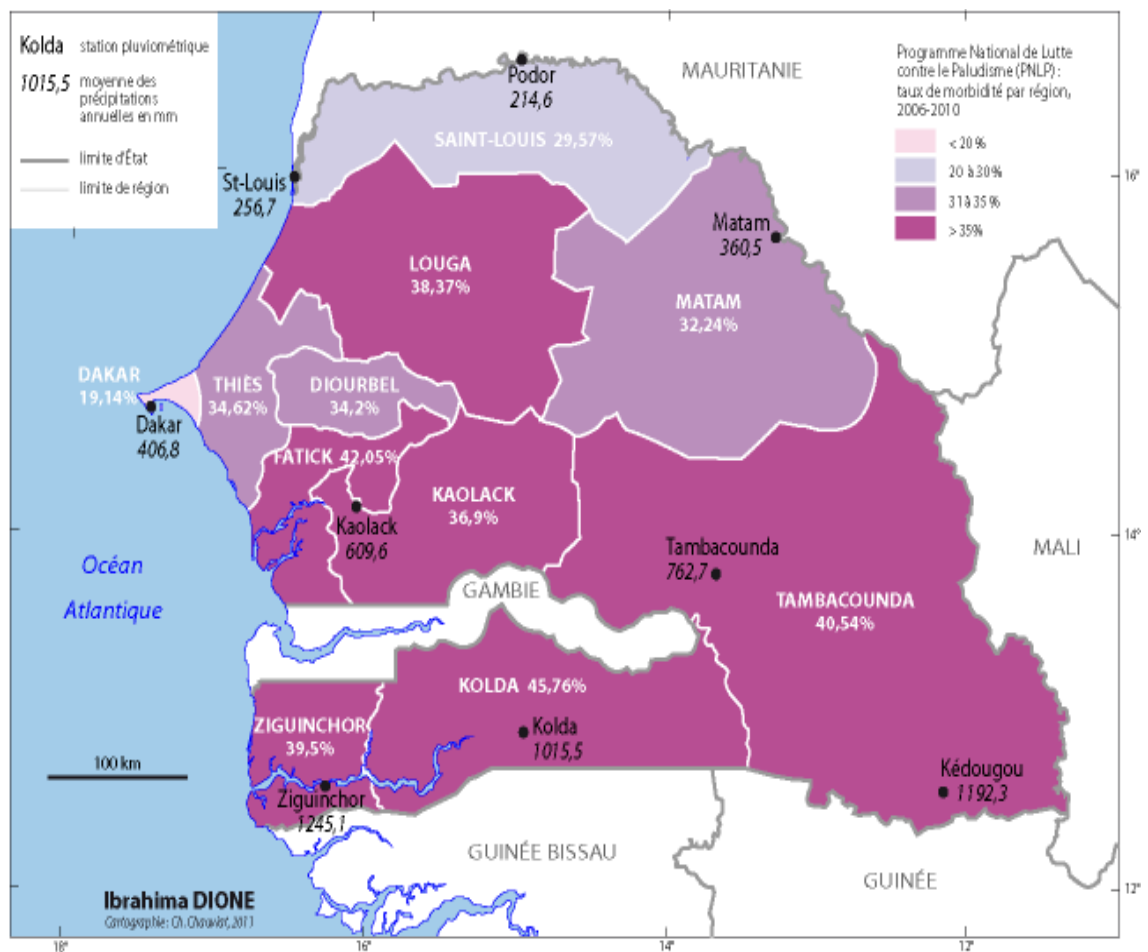 Kolda station pluviométrique
1015,5 moyenne des
précipitations
annuelles en mm
limite d'État
limite de région
Programme National de Lutte
contre le Paludisme (PNLP) :
taux de morbidité par région,
2006-2010
< 20 %
20 à 30%
31 à 35 %
> 35%
MAURITANIE
Podor
214,6
SAINT-LOUIS 29,57%
St-Louis
256,7
16°
Matam
360,5
LOUGA
38,37%
MATAM
32,24%
DAKAR
19,14%
THIÈS
34,62%
DIOURBEL
34,2%
Dakar
406,8
FATICK 42,05%
KAOLACK
36,9%
Kaolack
609,6
Tambacounda
762,7
14°
MALI
Océan
Atlantique
GAMBIE
TAMBACOUNDA
40,54%
KOLDA 45,76%
ZIGUINCHOR
39,5%
Kolda
1015,5
100 km
Ziguinchor
1245,1
Kédougou
1192,3
GUINÉE BISSAU
GUINÉE
12°
Ibrahima DIONE
Cartographie : Ch. Chauviat, 2011
18°
16°
14°
12°